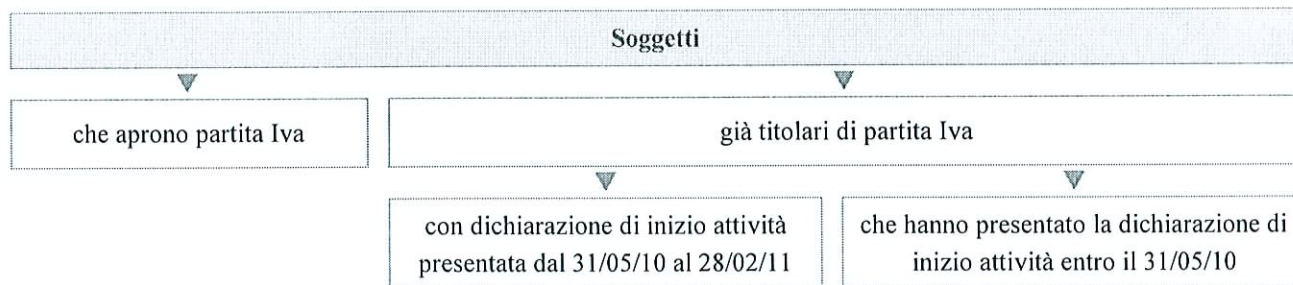 Soggetti
che aprono partita Iva
già titolari di partita Iva
con dichiarazione di inizio attività
presentata dal 31/05/10 al 28/02/11
che hanno presentato la dichiarazione di
inizio attività entro il 31/05/10